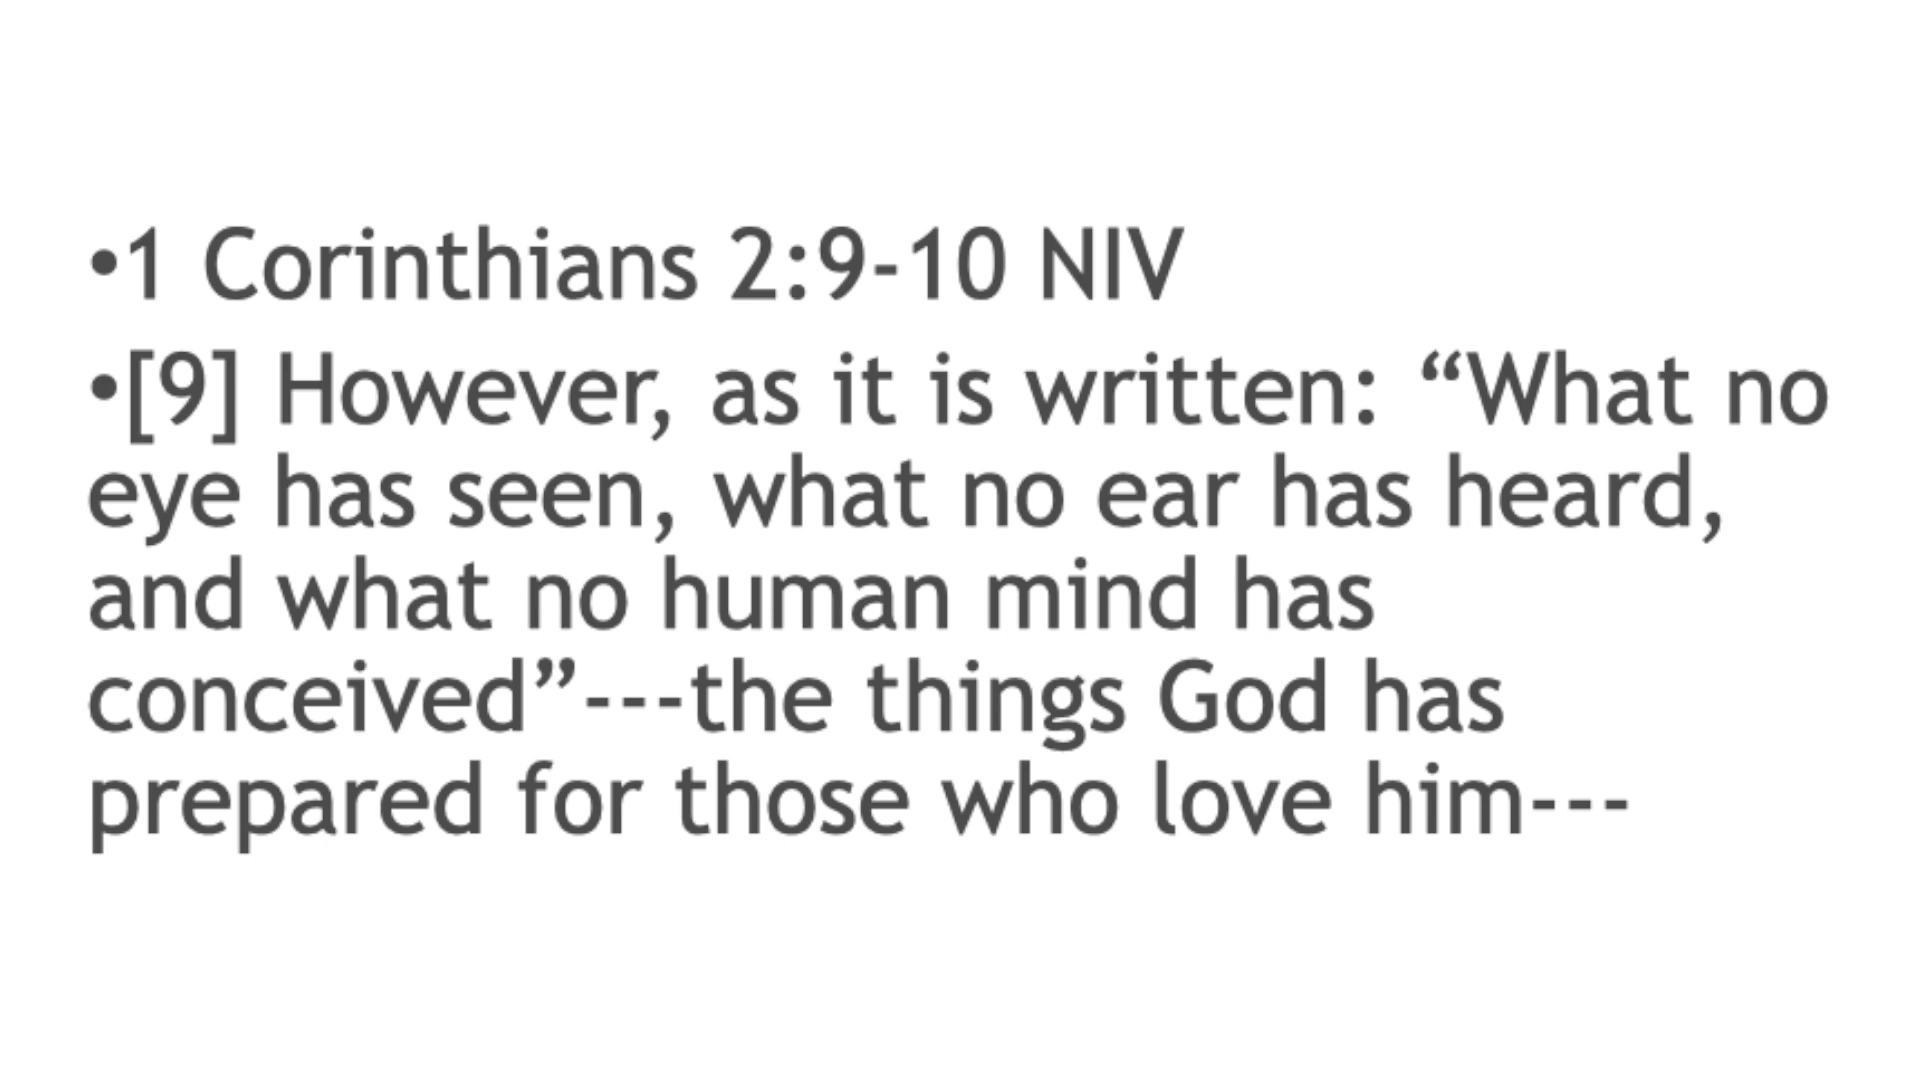 •1 Corinthians 2:9-10 NIV
•[9] However, as it is written: “What no
eye has seen, what no ear has heard,
and what no human mind has
conceived”---the things God has
prepared for those who love him---